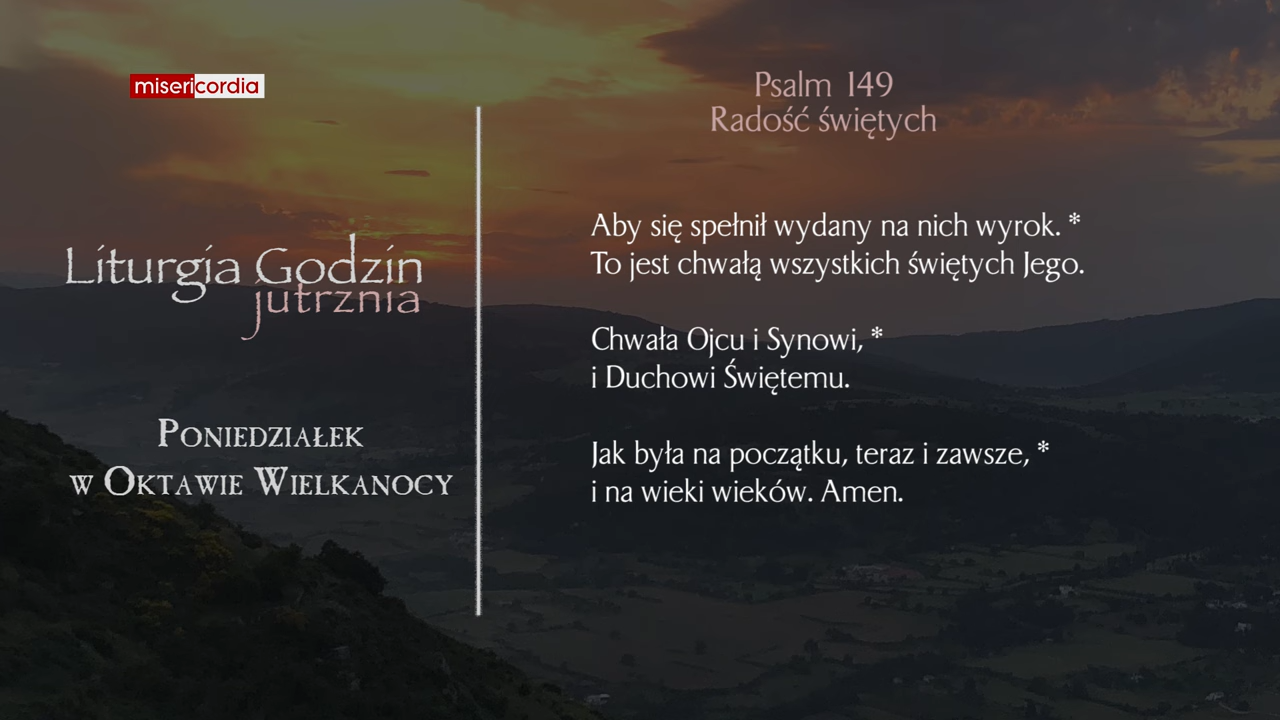 misericordia
Liturgia Godzin
jutrznia
Poniedziałek
w Oktawie Wielkanocy
Psalm 149
Radość świętych
Aby się spełnił wydany na nich wyrok. *
To jest chwałą wszystkich świętych Jego.
Chwała Ojcu i Synowi, *
i Duchowi Świętemu.
Jak była na początku, teraz i zawsze, *
i na wieki wieków. Amen.